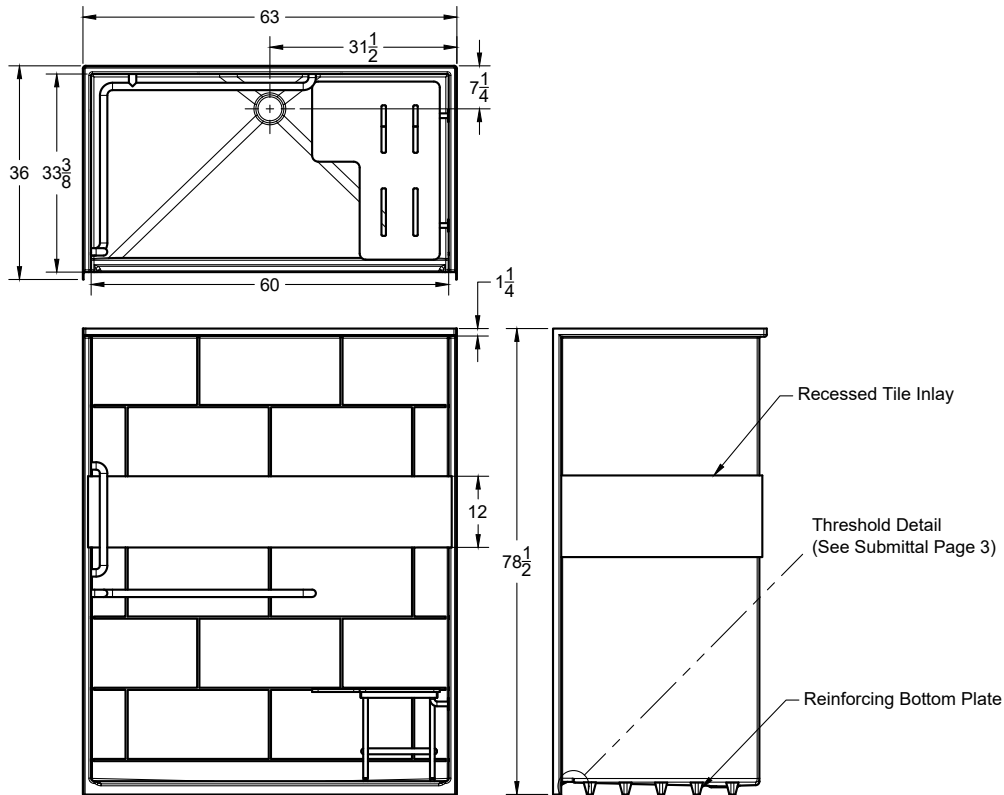 63
31 1/2
7 1/4
36
33 3/8
60
1 1/4
Recessed Tile Inlay
12
Threshold Detail
(See Submittal Page 3)
78 1/2
Reinforcing Bottom Plate